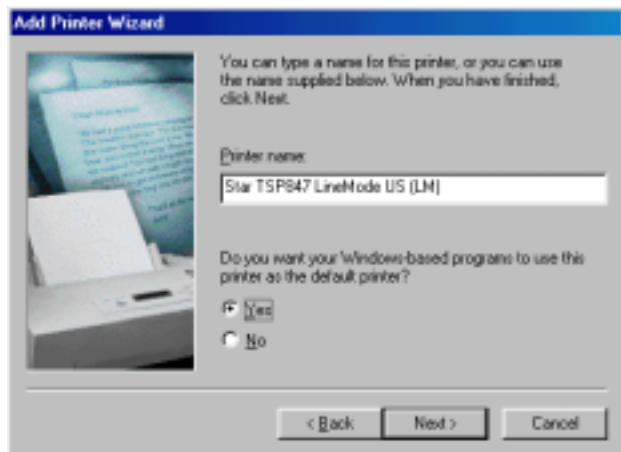 Add Printer Wizard
You can type a name for this printer, or you can use
the name supplied below. When you have finished,
click Next.
Printer name:
Star TSP847 LineMode US (LM)
Do you want your Windows-based programs to use this
printer as the default printer?
Yes
No
< Back Next > Cancel